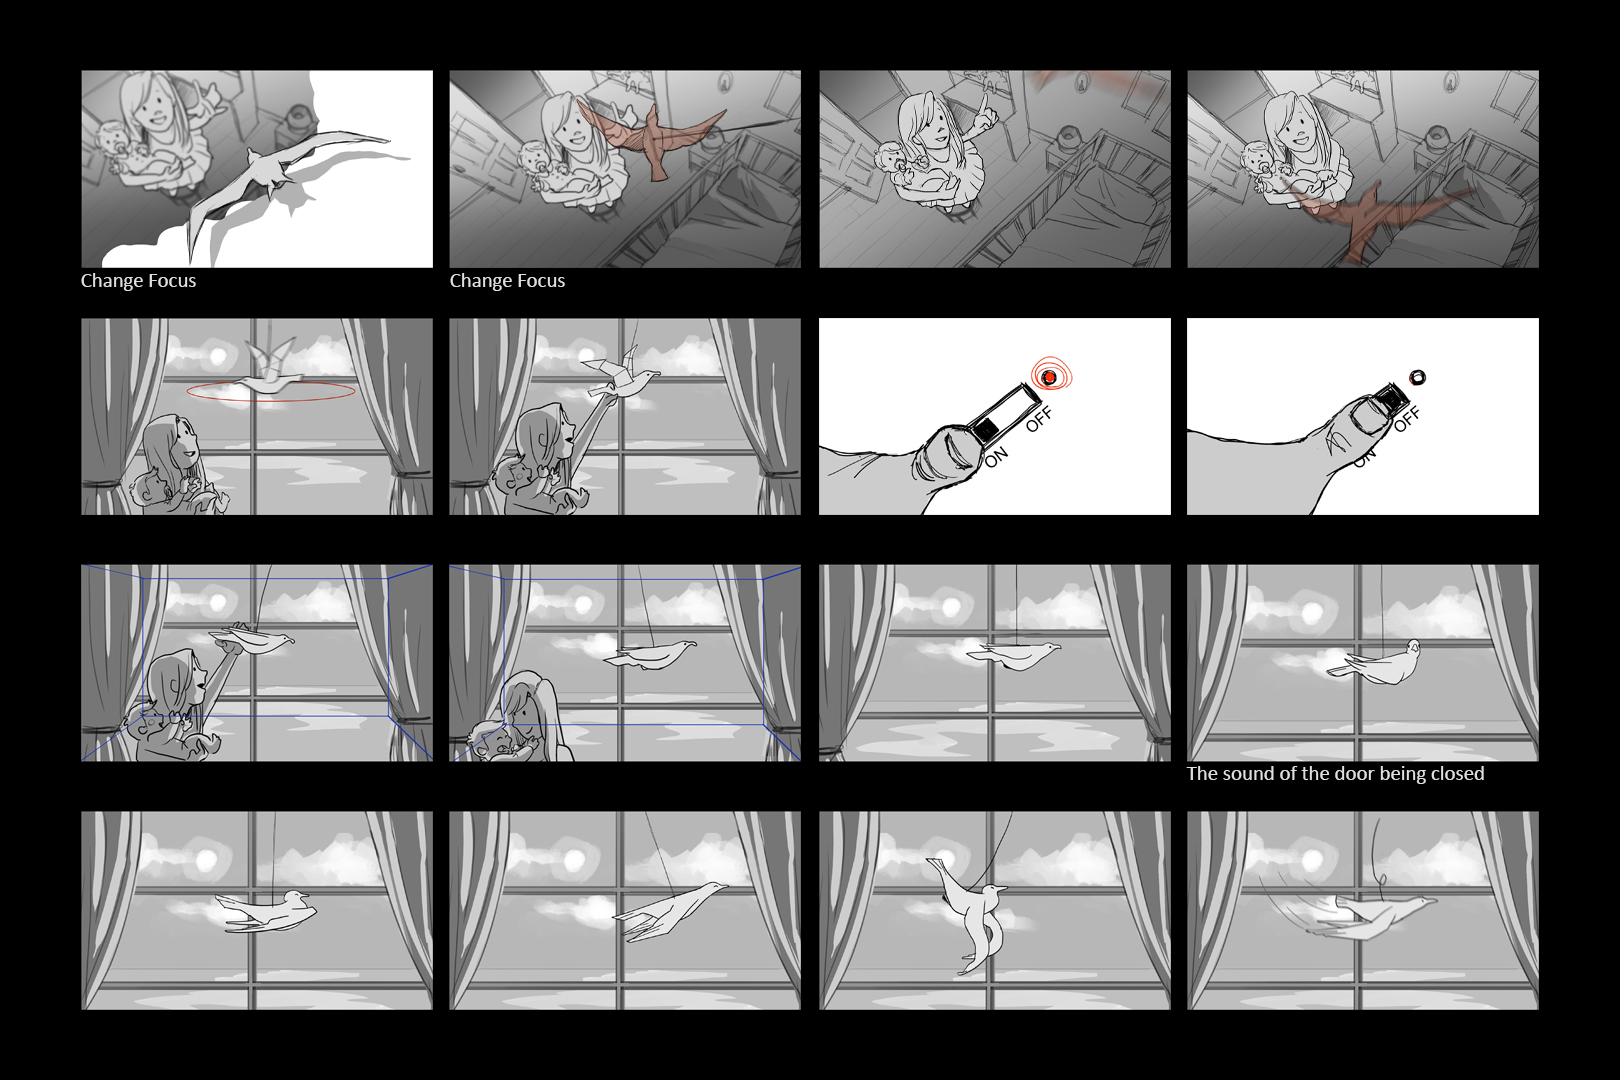 Change Focus
Change Focus
OFF
ON
OFF
ON
The sound of the door being closed